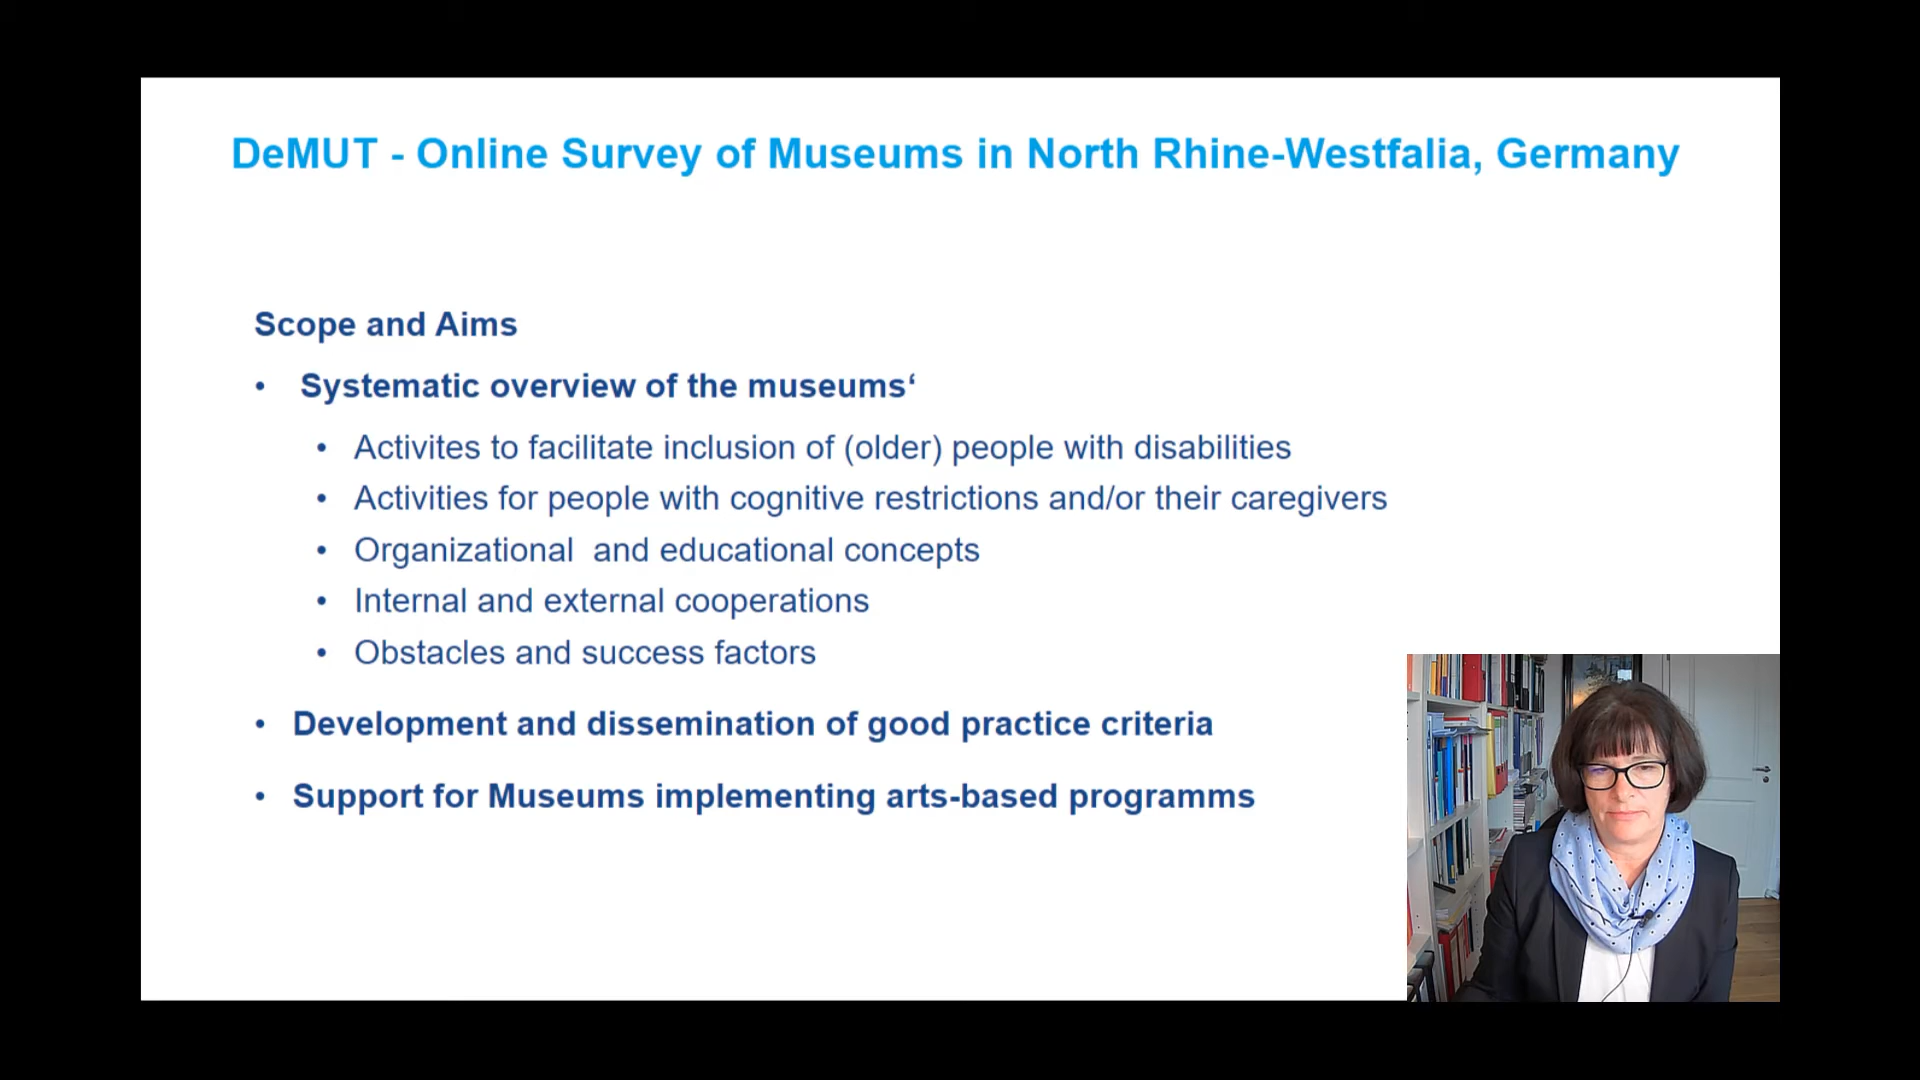 DeMUT - Online Survey of Museums in North Rhine-Westfalia, Germany
Scope and Aims
• Systematic overview of the museums‘
• Activites to facilitate inclusion of (older) people with disabilities
• Activities for people with cognitive restrictions and/or their caregivers
• Organizational  and educational concepts
• Internal and external cooperations
• Obstacles and success factors
• Development and dissemination of good practice criteria
• Support for Museums implementing arts-based programms